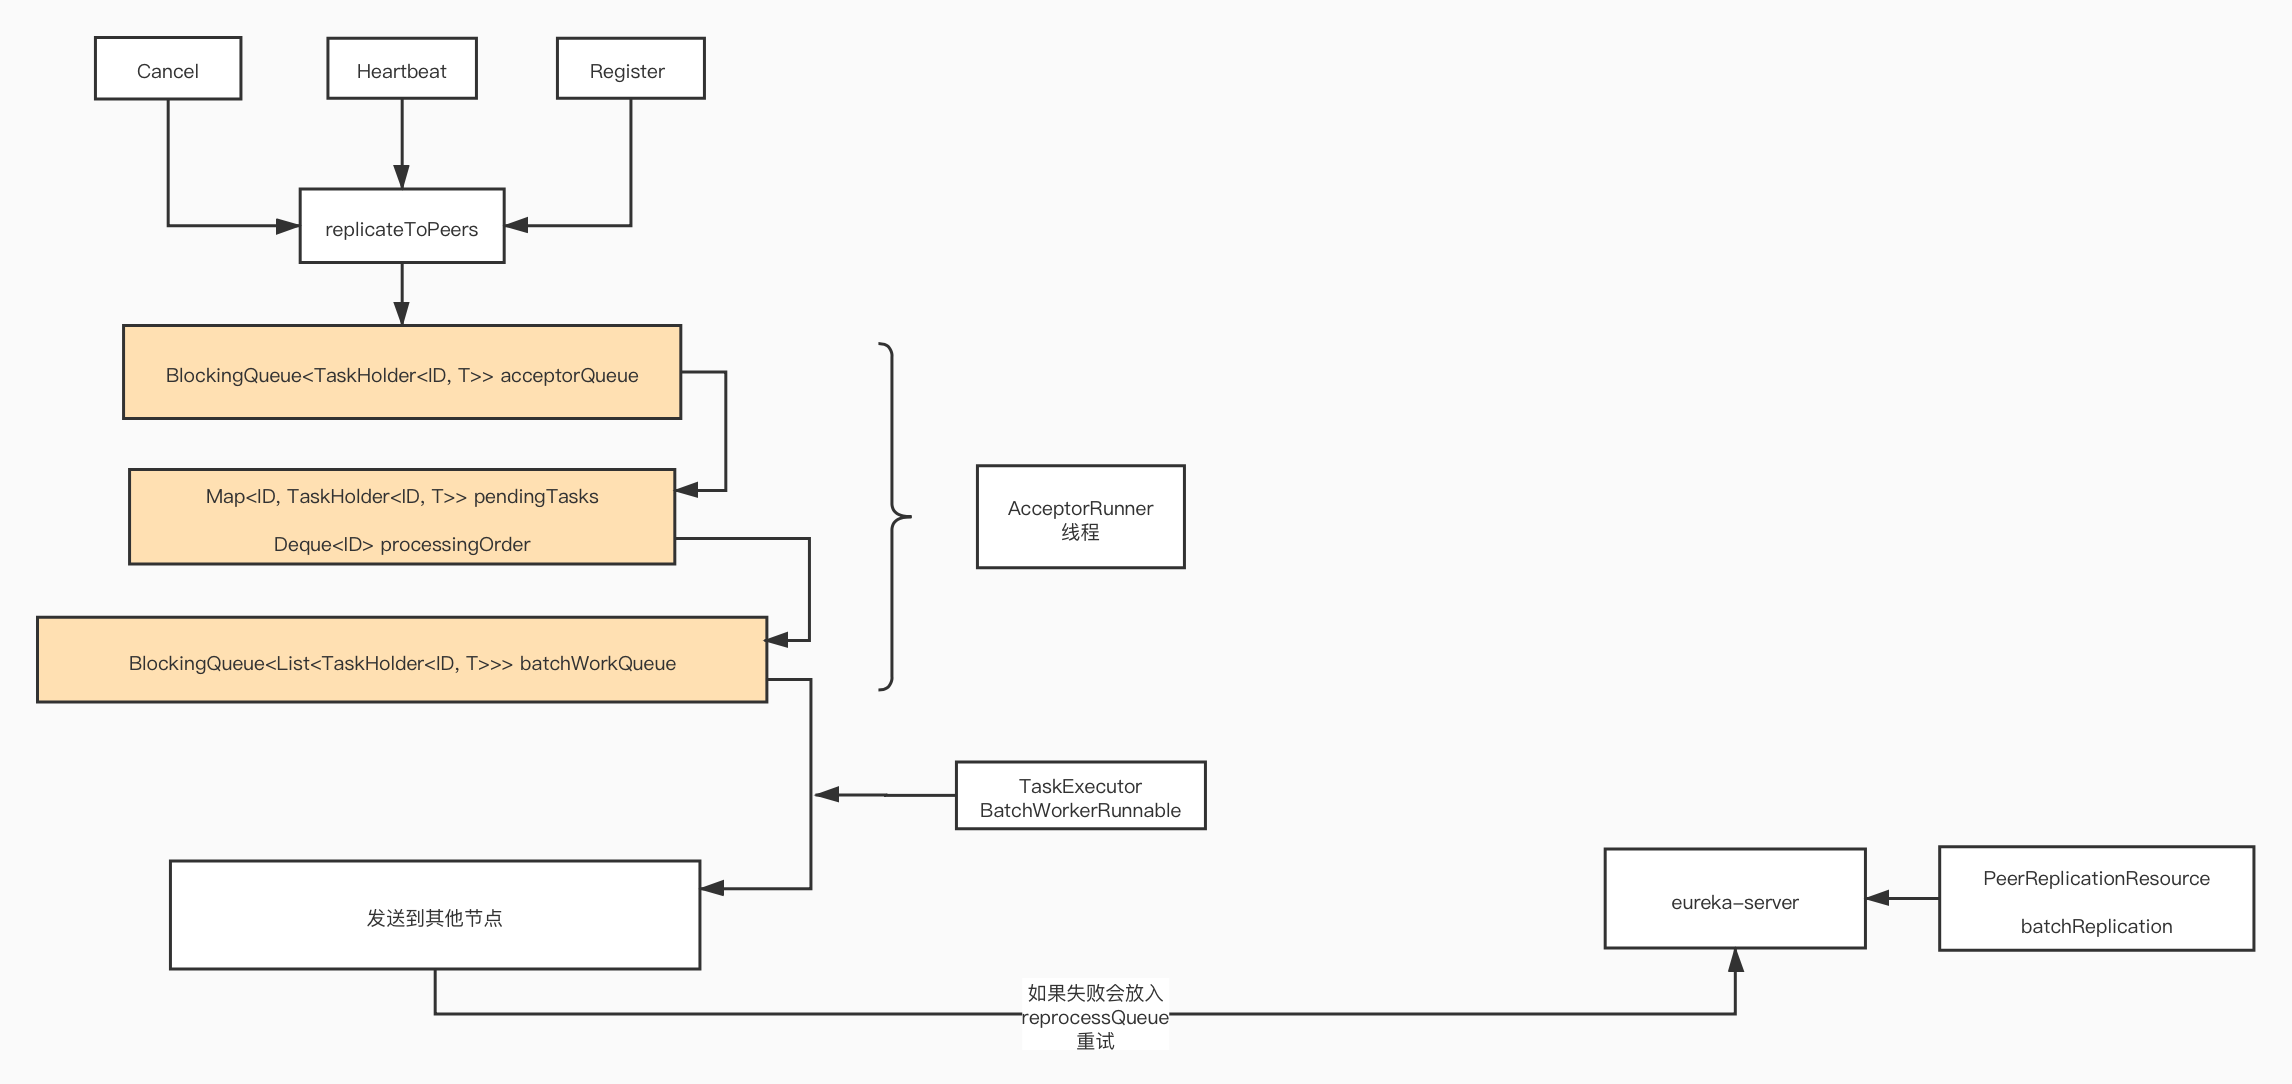 Cancel
Heartbeat
Register
replicateToPeers
BlockingQueue<TaskHolder<ID, T>> acceptorQueue
Map<ID, TaskHolder<ID, T>> pendingTasks
Deque<ID> processingOrder
AcceptorRunner
线程
BlockingQueue<List<TaskHolder<ID, T>>> batchWorkQueue
TaskExecutor
BatchWorkerRunnable
发送到其他节点
eureka-server
PeerReplicationResource
batchReplication
如果失败会放入
reprocessQueue
重试